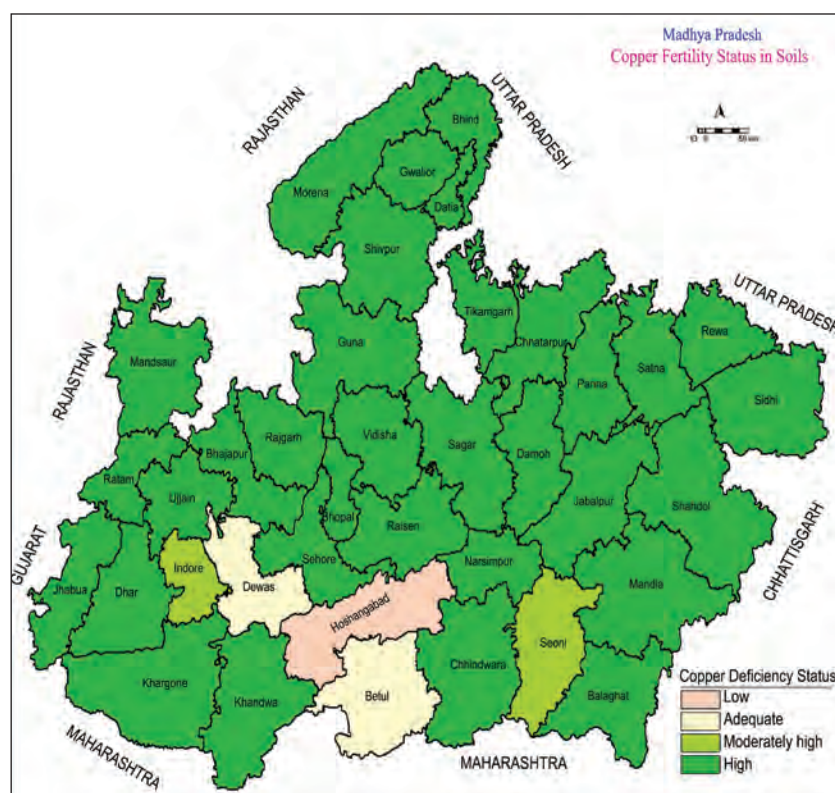 Madhya Pradesh
Copper Fertility Status in Soils
RAJASTHAN
UTTAR PRADESH
Bhind
Gwalior
Morena
Datia
Shivpur
UTTAR PRADESH
Tikamgarh
Chhatarpur
Rewa
RAJASTHAN
Mandsaur
Guna
Panna
Satna
Sidhi
Bhajapur
Rajgarh
Vidisha
Sagar
Damoh
Ratam
Ujjain
Bhopal
Raisen
Jabalpur
Shandol
GUJARAT
Jhabua
Dhar
Indore
Dewas
Sehore
Narsimpur
Mandla
CHHATTISGARH
Hoshangabad
Seoni
Khargone
Khandwa
Betul
Chhindwara
Balaghat
MAHARASHTRA
MAHARASHTRA
Copper Deficiency Status
Low
Adequate
Moderately high
High